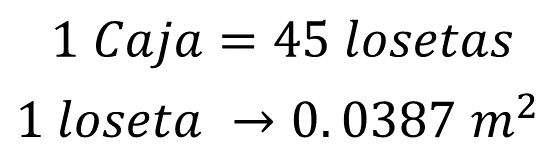 1 Caja = 45 losetas
1 loseta → 0.0387 m²